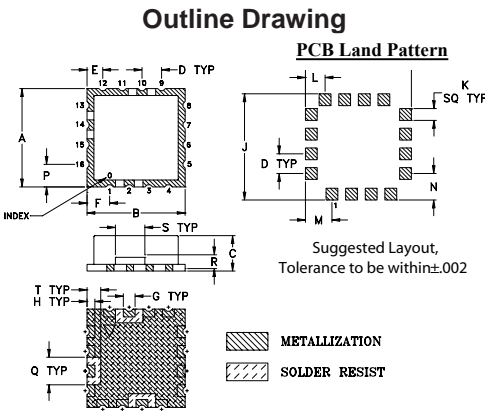 Outline Drawing
PCB Land Pattern
E
D TYP
12 11 10 9
13
14
15
16
8
7
6
5
A
P
0
1 2 3 4
INDEX
F
B
L
K
SQ TYP
J
D TYP
N
1
M
S TYP
R
C
Suggested Layout,
Tolerance to be within±.002
T TYP
H TYP
G TYP
Q TYP
METALLIZATION
SOLDER RESIST